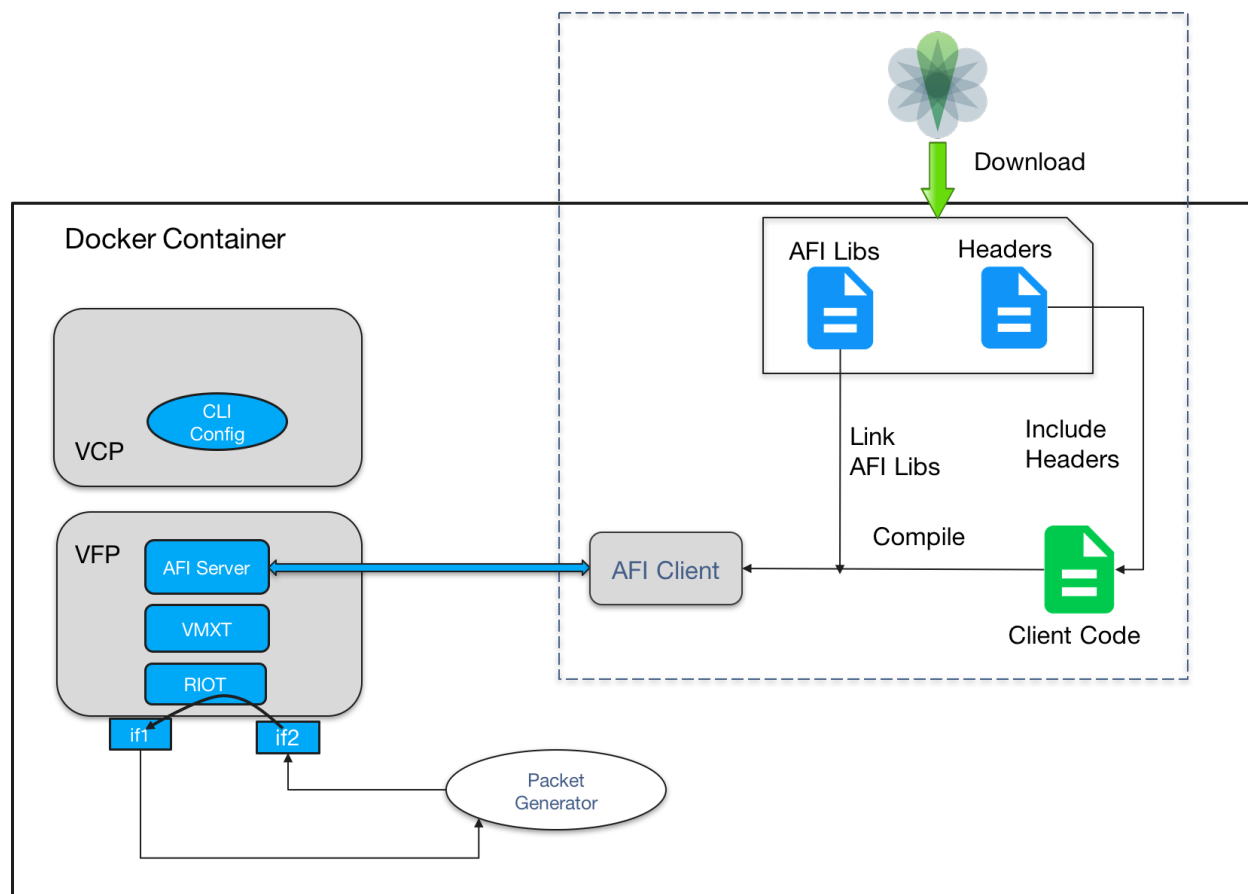 Download
Docker Container
AFI Libs
Headers
CLI
Config
VCP
Link
AFI Libs
Include
Headers
VFP
AFI Server
AFI Client
Compile
VMXT
Client Code
RIOT
if1
if2
Packet
Generator